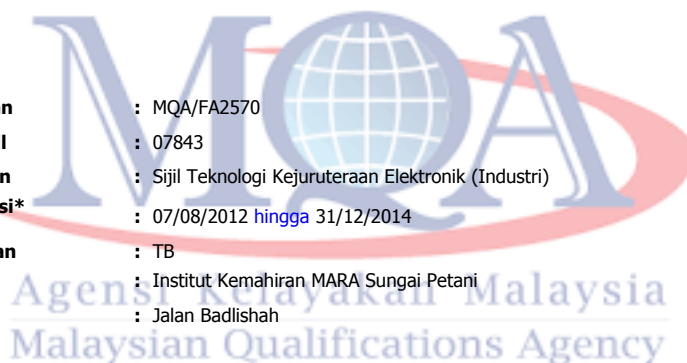 MQA
an : MQA/FA2570
l : 07843
n : Sijil Teknologi Kejuruteraan Elektronik (Industri)
si*
: 07/08/2012 hingga 31/12/2014
an : TB
: Institut Kemahiran MARA Sungai Petani
: Jalan Badlishah
Agensi Kelayakan Malaysia
Malaysian Qualifications Agency